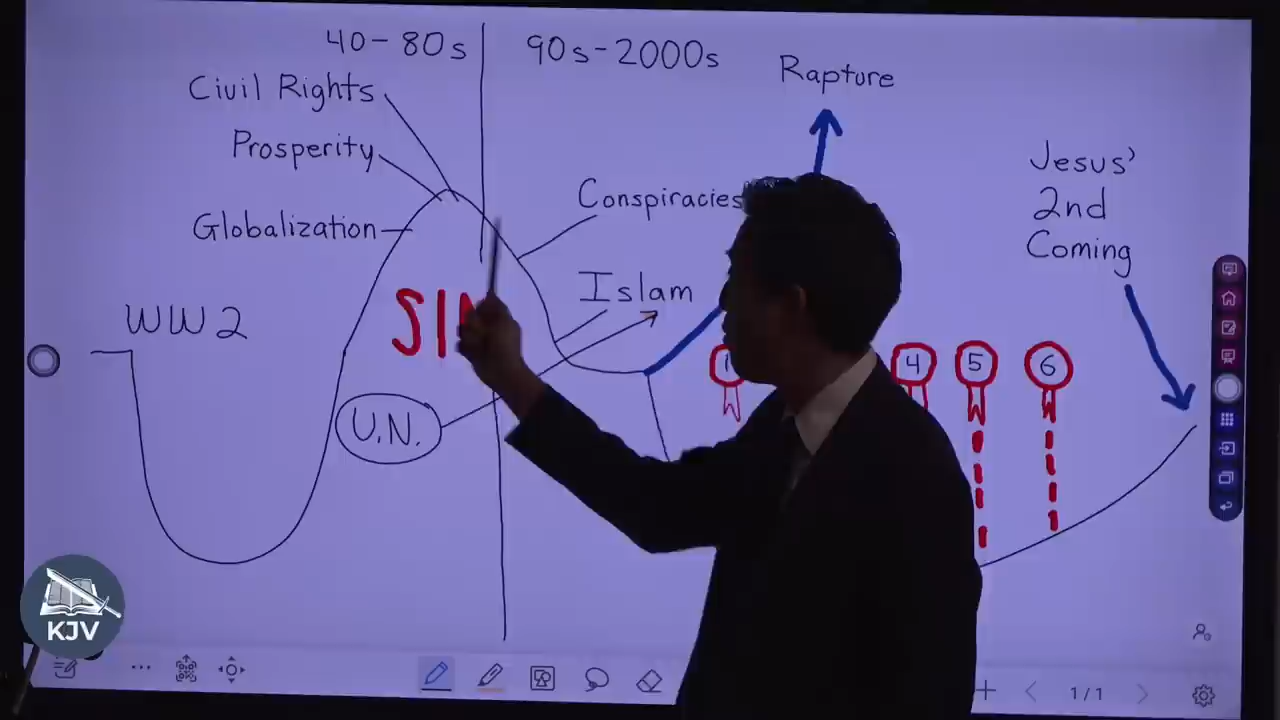 40-80s
90s-2000s
Rapture
Civil Rights
Prosperity
Globalization
Conspiracies
Jesus'
2nd
Coming
Islam
WW2
U.N.
1
4
5
6
KJV
1/1